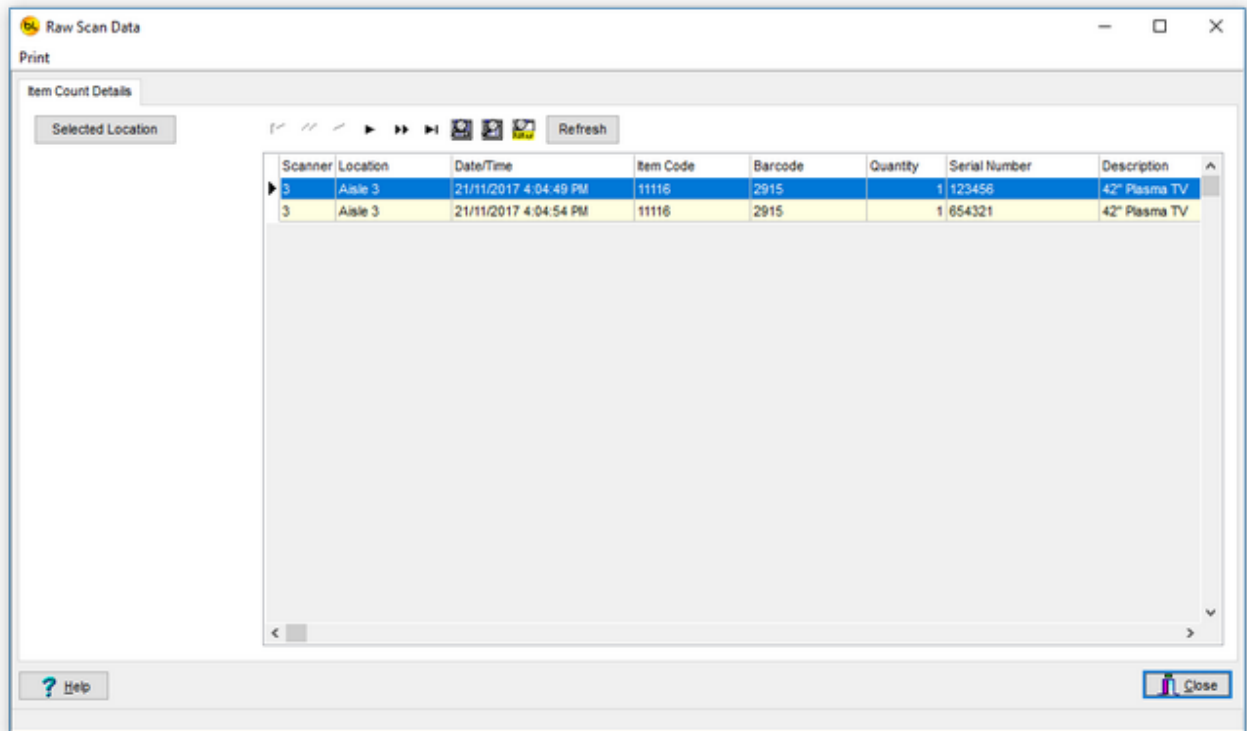 bL Raw Scan Data
Print
Item Count Details
Selected Location Refresh
Scanner Location Date/Time Item Code Barcode Quantity Serial Number Description
3 Aisle 3 21/11/2017 4:04:49 PM 11116 2915 1 123456 42" Plasma TV
3 Aisle 3 21/11/2017 4:04:54 PM 11116 2915 1 654321 42" Plasma TV
? Help Close